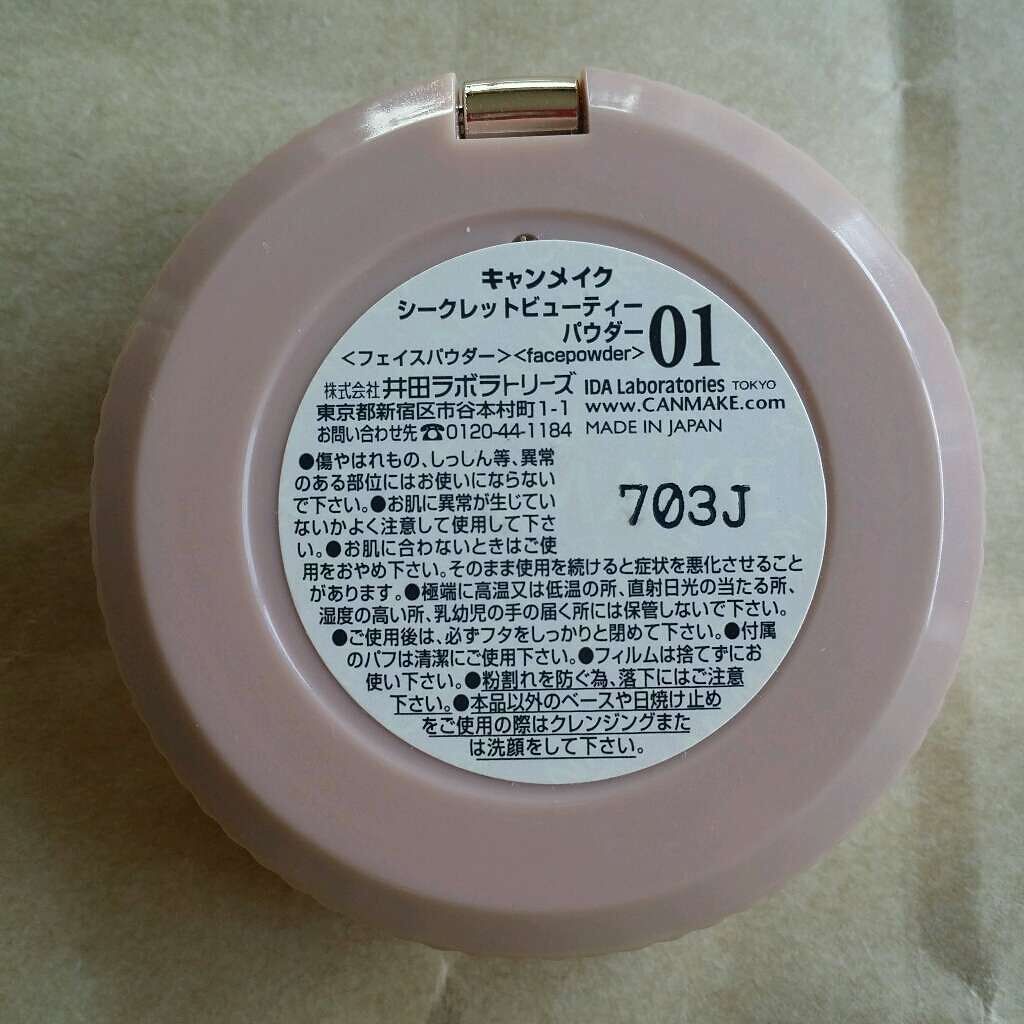 キャンメイク
シークレットビューティー
パウダー 01
<フェイスパウダー><facepowder>
株式会社 井田ラボラトリーズ IDA Laboratories TOKYO
東京都新宿区市谷本村町1-1 www.CANMAKE.com
お問い合わせ先☎0120-44-1184 MADE IN JAPAN
●傷やはれもの、しっしん等、異常
のある部位にはお使いにならない
で下さい。●お肌に異常が生じてい
ないかよく注意して使用して下さ
い。●お肌に合わないときはご使
703J
用をおやめ下さい。そのまま使用を続けると症状を悪化させること
があります。●極端に高温又は低温の所、直射日光の当たる所、
湿度の高い所、乳幼児の手の届く所には保管しないで下さい。
●ご使用後は、必ずフタをしっかりと閉めて下さい。●付属
のパフは清潔にご使用下さい。●フィルムは捨てずにお
使い下さい。●粉割れを防ぐ為、落下にはご注意
下さい。●本品以外のベースや日焼け止め
をご使用の際はクレンジングまた
は洗顔をして下さい。